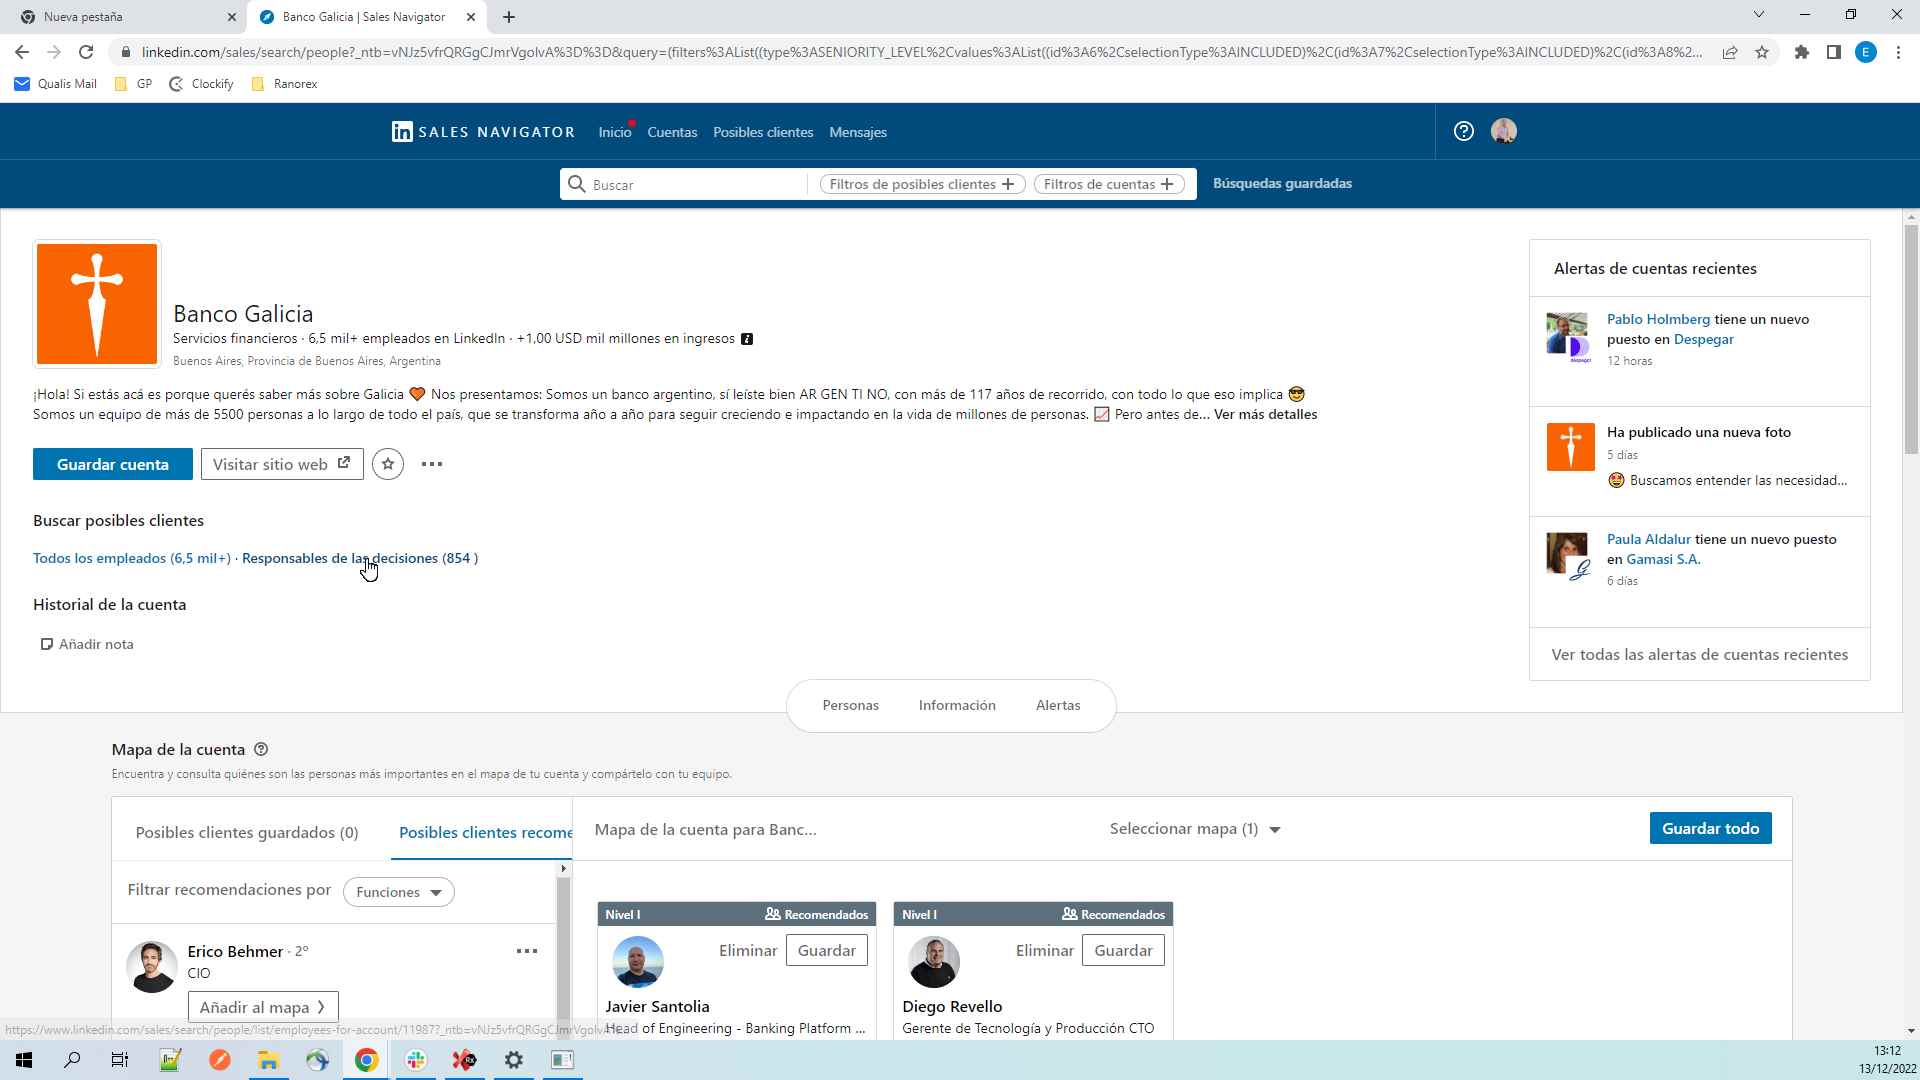 Nueva pestaña
Banco Galicia | Sales Navigator
linkedin.com/sales/search/people?_ntb=vNJz5vfrQRGgCJmrVgolvA%3D%3D&query=(filters%3AList((type%3ASENIORITY_LEVEL%2Cvalues%3AList((id%3A6%2CselectionType%3AINCLUDED)%2C(id%3A7%2CselectionType%3AINCLUDED)%2C(id%3A8%2...
E
Qualis Mail
GP
Clockify
Ranorex
in SALES NAVIGATOR
Inicio
Cuentas
Posibles clientes
Mensajes
Buscar
Filtros de posibles clientes +
Filtros de cuentas +
Búsquedas guardadas
Banco Galicia
Servicios financieros · 6,5 mil+ empleados en LinkedIn · +1,00 USD mil millones en ingresos
Buenos Aires, Provincia de Buenos Aires, Argentina
¡Hola! Si estás acá es porque querés saber más sobre Galicia 🧡 Nos presentamos: Somos un banco argentino, sí leíste bien AR GEN TI NO, con más de 117 años de recorrido, con todo lo que eso implica 😎
Somos un equipo de más de 5500 personas a lo largo de todo el país, que se transforma año a año para seguir creciendo e impactando en la vida de millones de personas. 📈 Pero antes de... Ver más detalles
Guardar cuenta
Visitar sitio web
Buscar posibles clientes
Todos los empleados (6,5 mil+) · Responsables de las decisiones (854 )
Historial de la cuenta
Añadir nota
Alertas de cuentas recientes
Pablo Holmberg tiene un nuevo
puesto en Despegar
12 horas
Ha publicado una nueva foto
5 días
🤩 Buscamos entender las necesidad...
Paula Aldalur tiene un nuevo puesto
en Gamasi S.A.
6 días
Ver todas las alertas de cuentas recientes
Personas
Información
Alertas
Mapa de la cuenta
Encuentra y consulta quiénes son las personas más importantes en el mapa de tu cuenta y compártelo con tu equipo.
Posibles clientes guardados (0)
Posibles clientes recome
Mapa de la cuenta para Banc...
Seleccionar mapa (1)
Guardar todo
Filtrar recomendaciones por
Funciones
Erico Behmer · 2º
CIO
Añadir al mapa
Nivel I
Recomendados
Eliminar
Guardar
Javier Santolia
Head of Engineering - Banking Platform ...
Nivel I
Recomendados
Eliminar
Guardar
Diego Revello
Gerente de Tecnología y Producción CTO
13:12
13/12/2022